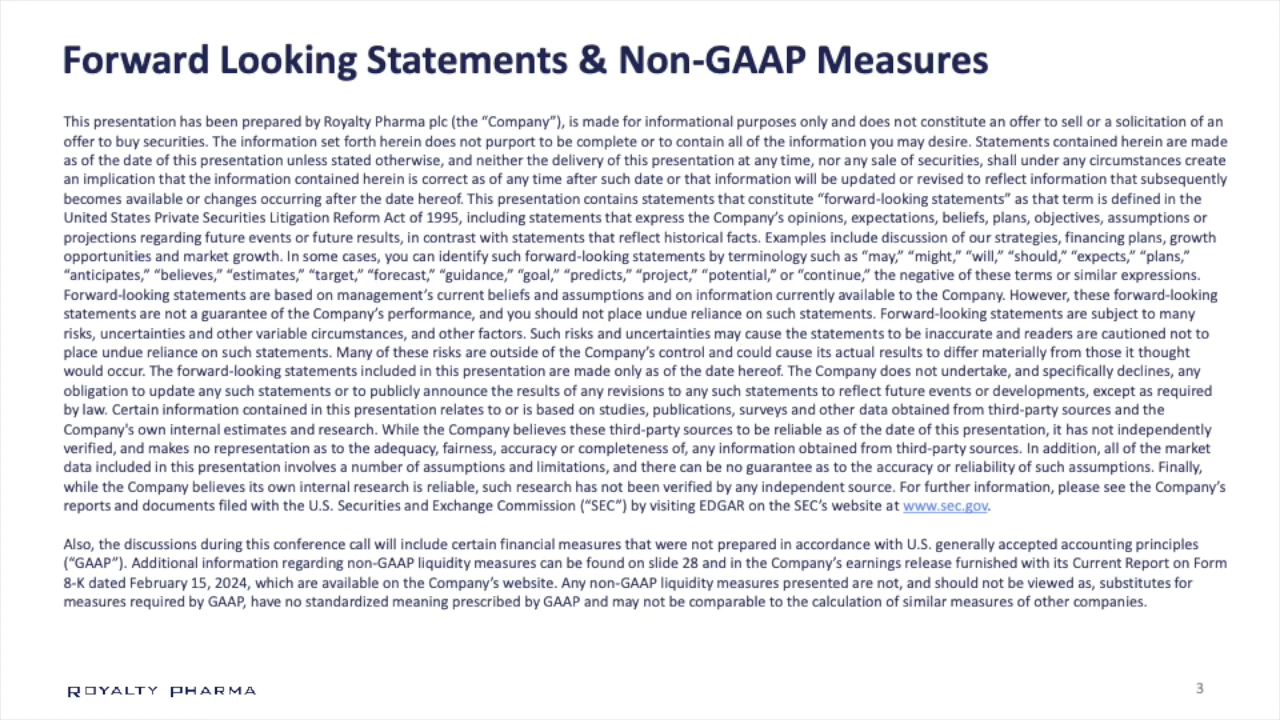 Forward Looking Statements & Non-GAAP Measures
This presentation has been prepared by Royalty Pharma plc (the “Company”), is made for informational purposes only and does not constitute an offer to sell or a solicitation of an
offer to buy securities. The information set forth herein does not purport to be complete or to contain all of the information you may desire. Statements contained herein are made
as of the date of this presentation unless stated otherwise, and neither the delivery of this presentation at any time, nor any sale of securities, shall under any circumstances create
an implication that the information contained herein is correct as of any time after such date or that information will be updated or revised to reflect information that subsequently
becomes available or changes occurring after the date hereof. This presentation contains statements that constitute “forward-looking statements” as that term is defined in the
United States Private Securities Litigation Reform Act of 1995, including statements that express the Company’s opinions, expectations, beliefs, plans, objectives, assumptions or
projections regarding future events or future results, in contrast with statements that reflect historical facts. Examples include discussion of our strategies, financing plans, growth
opportunities and market growth. In some cases, you can identify such forward-looking statements by terminology such as “may,” “might,” “will,” “should,” “expects,” “plans,”
“anticipates,” “believes,” “estimates,” “target,” “forecast,” “guidance,” “goal,” “predicts,” “project,” “potential,” or “continue,” the negative of these terms or similar expressions.
Forward-looking statements are based on management’s current beliefs and assumptions and on information currently available to the Company. However, these forward-looking
statements are not a guarantee of the Company’s performance, and you should not place undue reliance on such statements. Forward-looking statements are subject to many
risks, uncertainties and other variable circumstances, and other factors. Such risks and uncertainties may cause the statements to be inaccurate and readers are cautioned not to
place undue reliance on such statements. Many of these risks are outside of the Company’s control and could cause its actual results to differ materially from those it thought
would occur. The forward-looking statements included in this presentation are made only as of the date hereof. The Company does not undertake, and specifically declines, any
obligation to update any such statements or to publicly announce the results of any revisions to any such statements to reflect future events or developments, except as required
by law. Certain information contained in this presentation relates to or is based on studies, publications, surveys and other data obtained from third-party sources and the
Company's own internal estimates and research. While the Company believes these third-party sources to be reliable as of the date of this presentation, it has not independently
verified, and makes no representation as to the adequacy, fairness, accuracy or completeness of, any information obtained from third-party sources. In addition, all of the market
data included in this presentation involves a number of assumptions and limitations, and there can be no guarantee as to the accuracy or reliability of such assumptions. Finally,
while the Company believes its own internal research is reliable, such research has not been verified by any independent source. For further information, please see the Company’s
reports and documents filed with the U.S. Securities and Exchange Commission (“SEC”) by visiting EDGAR on the SEC’s website at www.sec.gov.
Also, the discussions during this conference call will include certain financial measures that were not prepared in accordance with U.S. generally accepted accounting principles
(“GAAP”). Additional information regarding non-GAAP liquidity measures can be found on slide 28 and in the Company’s earnings release furnished with its Current Report on Form
8-K dated February 15, 2024, which are available on the Company’s website. Any non-GAAP liquidity measures presented are not, and should not be viewed as, substitutes for
measures required by GAAP, have no standardized meaning prescribed by GAAP and may not be comparable to the calculation of similar measures of other companies.
ROYALTY PHARMA
3